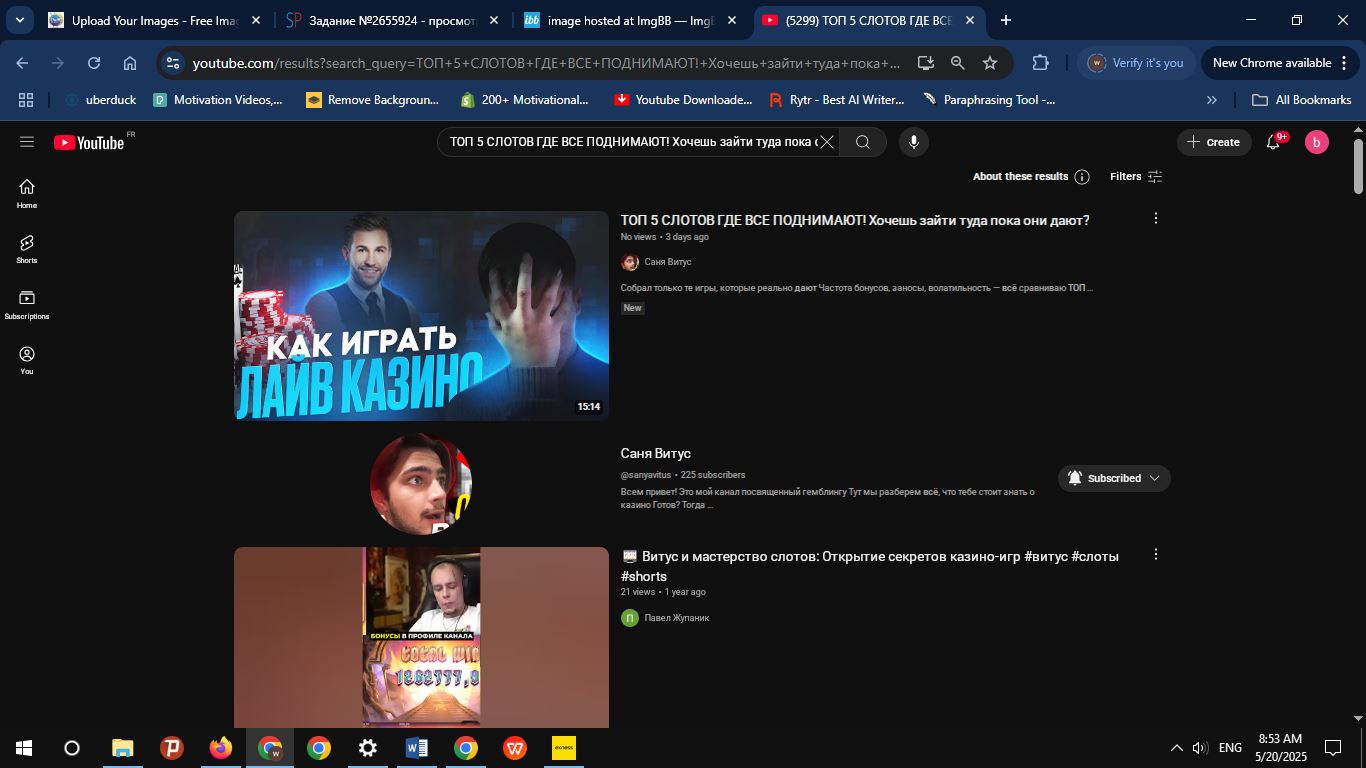 Upload Your Images - Free Imag
Задание №2655924 - просмотр
image hosted at ImgBB — ImgB
(5299) ТОП 5 СЛОТОВ ГДЕ ВСЕ
youtube.com/results?search_query=ТОП+5+СЛОТОВ+ГДЕ+ВСЕ+ПОДНИМАЮТ!+Хочешь+зайти+туда+пока+...
Verify it's you
New Chrome available
uberduck
Motivation Videos,...
Remove Backgroun...
200+ Motivational...
Youtube Downloade...
Rytr - Best AI Writer...
Paraphrasing Tool -...
All Bookmarks
YouTube FR
ТОП 5 СЛОТОВ ГДЕ ВСЕ ПОДНИМАЮТ! Хочешь зайти туда пока о
Create
9+
b
About these results
Filters
Home
Shorts
Subscriptions
You
КАК ИГРАТЬ
ЛАЙВ КАЗИНО
15:14
ТОП 5 СЛОТОВ ГДЕ ВСЕ ПОДНИМАЮТ! Хочешь зайти туда пока они дают?
No views • 3 days ago
Саня Витус
Собрал только те игры, которые реально дают Частота бонусов, заносы, волатильность — всё сравниваю ТОП ...
New
Саня Витус
@sanyavitus • 225 subscribers
Всем привет! Это мой канал посвященный гемблингу Тут мы разберем всё, что тебе стоит знать о
казино Готов? Тогда ...
Subscribed
БОНУСЫ В ПРОФИЛЕ КАНАЛА
TOTAL WIN
1262777,9
Витус и мастерство слотов: Открытие секретов казино-игр #витус #слоты
#shorts
21 views • 1 year ago
П
Павел Жупаник
exness
ENG
8:53 AM
5/20/2025